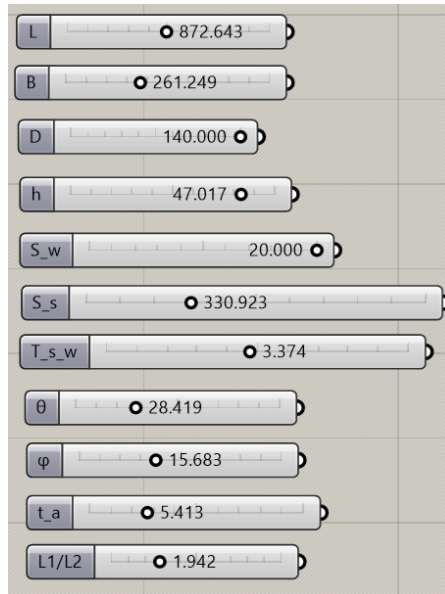 L 872.643
B 261.249
D 140.000
h 47.017
S_w 20.000
S_s 330.923
T_s_w 3.374
θ 28.419
φ 15.683
t_a 5.413
L1/L2 1.942